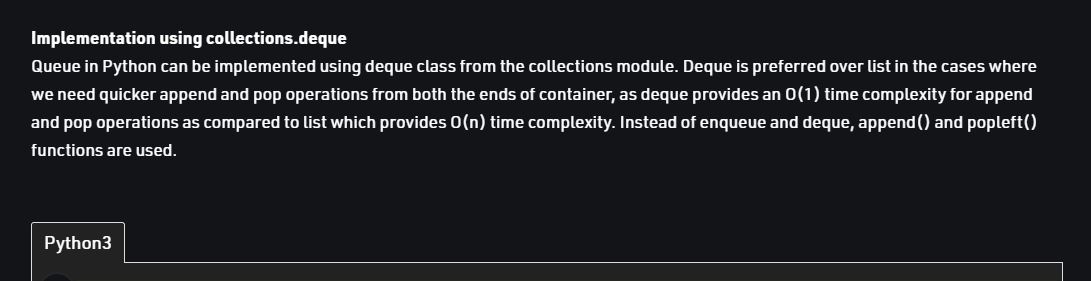 Implementation using collections.deque
Queue in Python can be implemented using deque class from the collections module. Deque is preferred over list in the cases where
we need quicker append and pop operations from both the ends of container, as deque provides an O(1) time complexity for append
and pop operations as compared to list which provides O(n) time complexity. Instead of enqueue and deque, append() and popleft()
functions are used.
Python3